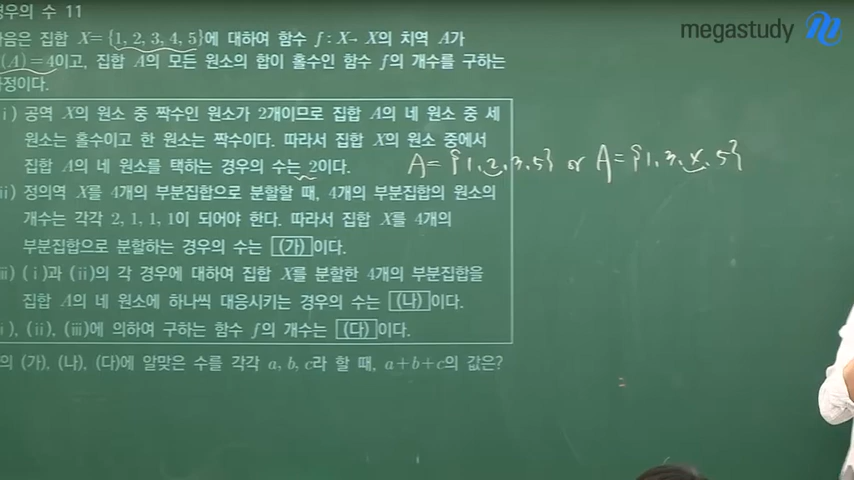 경우의 수 11
megastudy
다음은 집합 X={1, 2, 3, 4, 5}에 대하여 함수 f : X→ X의 치역 A가
(A)=4이고, 집합 A의 모든 원소의 합이 홀수인 함수 f의 개수를 구하는
과정이다.
i) 공역 X의 원소 중 짝수인 원소가 2개이므로 집합 A의 네 원소 중 세
원소는 홀수이고 한 원소는 짝수이다. 따라서 집합 X의 원소 중에서
집합 A의 네 원소를 택하는 경우의 수는 2이다.
A={1, 2, 3, 5} or A={1, 3, 4, 5}
ii) 정의역 X를 4개의 부분집합으로 분할할 때, 4개의 부분집합의 원소의
개수는 각각 2, 1, 1, 1이 되어야 한다. 따라서 집합 X를 4개의
부분집합으로 분할하는 경우의 수는 (가)이다.
iii) (i)과 (ii)의 각 경우에 대하여 집합 X를 분할한 4개의 부분집합을
집합 A의 네 원소에 하나씩 대응시키는 경우의 수는 (나)이다.
i), (ii), (iii)에 의하여 구하는 함수 f의 개수는 (다)이다.
의 (가), (나), (다)에 알맞은 수를 각각 a, b, c라 할 때, a+b+c의 값은?